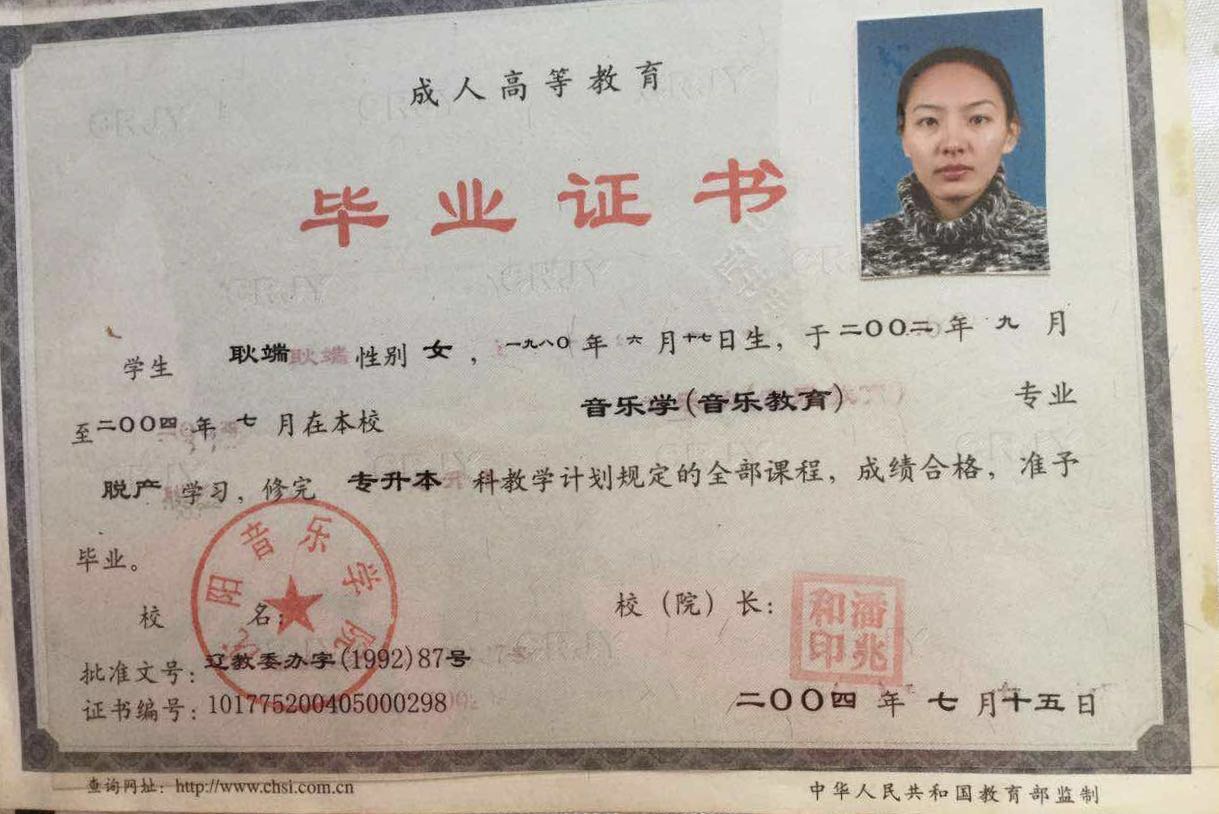 成人高等教育
毕业证书
学生 耿端 性别 女，一九八〇年 六 月十七日生，于二〇〇二年 九 月
至二〇〇四年 七 月在本校 音乐学(音乐教育) 专业
脱产 学习，修完 专升本 科教学计划规定的全部课程，成绩合格，准予
毕业。
校 名：
阳音乐学院
校（院）长：
潘兆和印
批准文号：辽教委办字(1992)87号
证书编号：101775200405000298
二〇〇四 年 七 月十五日
查询网址：http://www.chsi.com.cn
中华人民共和国教育部监制